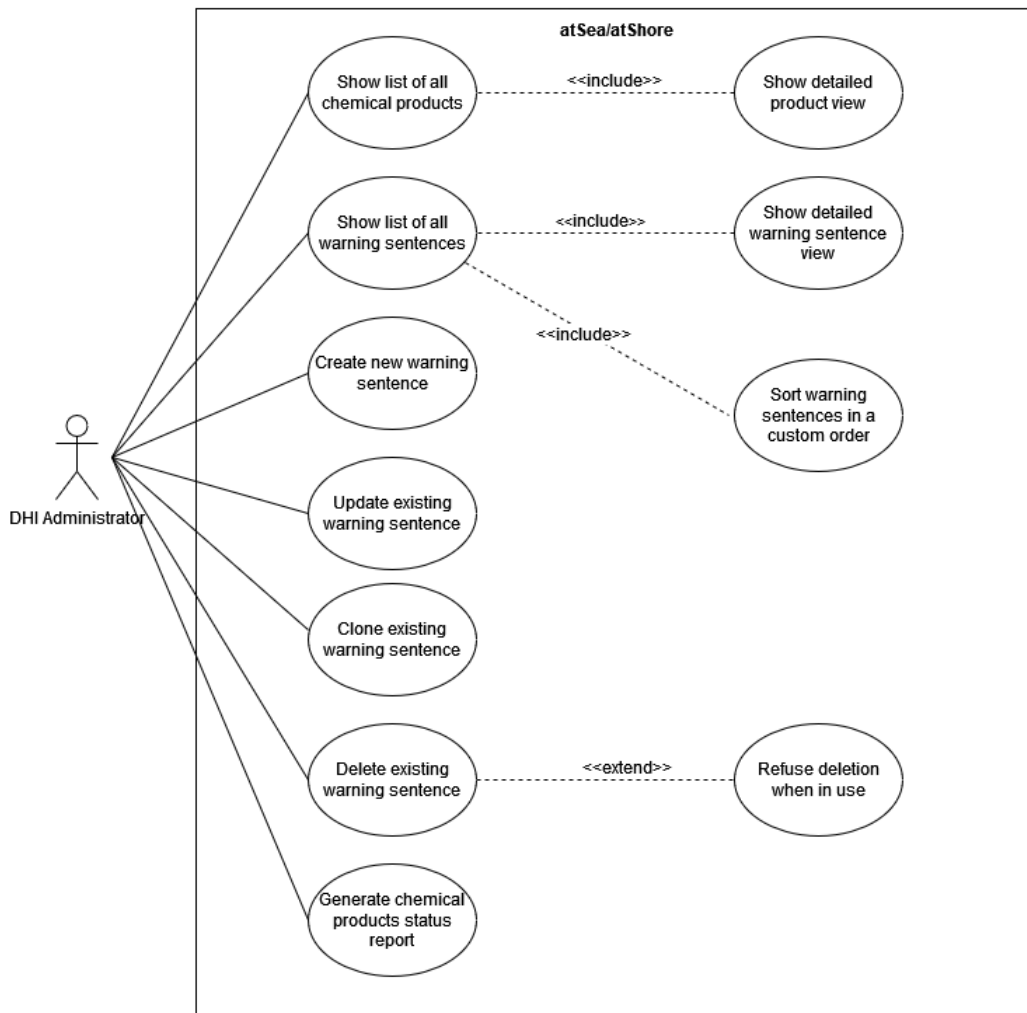 atSea/atShore
Show list of all
chemical products
<<include>>
Show detailed
product view
Show list of all
warning sentences
<<include>>
Show detailed
warning sentence
view
<<include>>
Create new warning
sentence
Sort warning
sentences in a
custom order
DHI Administrator
Update existing
warning sentence
Clone existing
warning sentence
Delete existing
warning sentence
<<extend>>
Refuse deletion
when in use
Generate chemical
products status
report